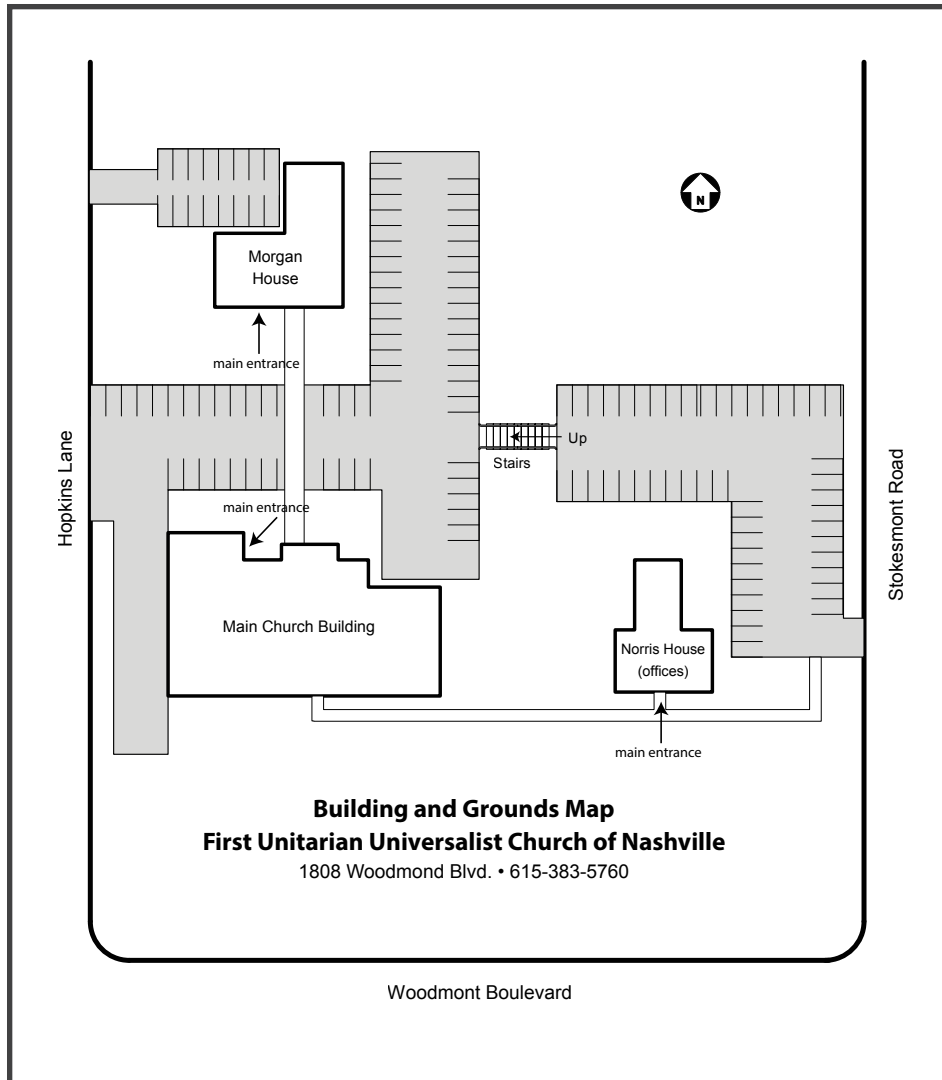 N
Morgan
House
main entrance
Hopkins Lane
Up
Stairs
Stokesmont Road
main entrance
Main Church Building
Norris House
(offices)
main entrance
Building and Grounds Map
First Unitarian Universalist Church of Nashville
1808 Woodmond Blvd. • 615-383-5760
Woodmont Boulevard